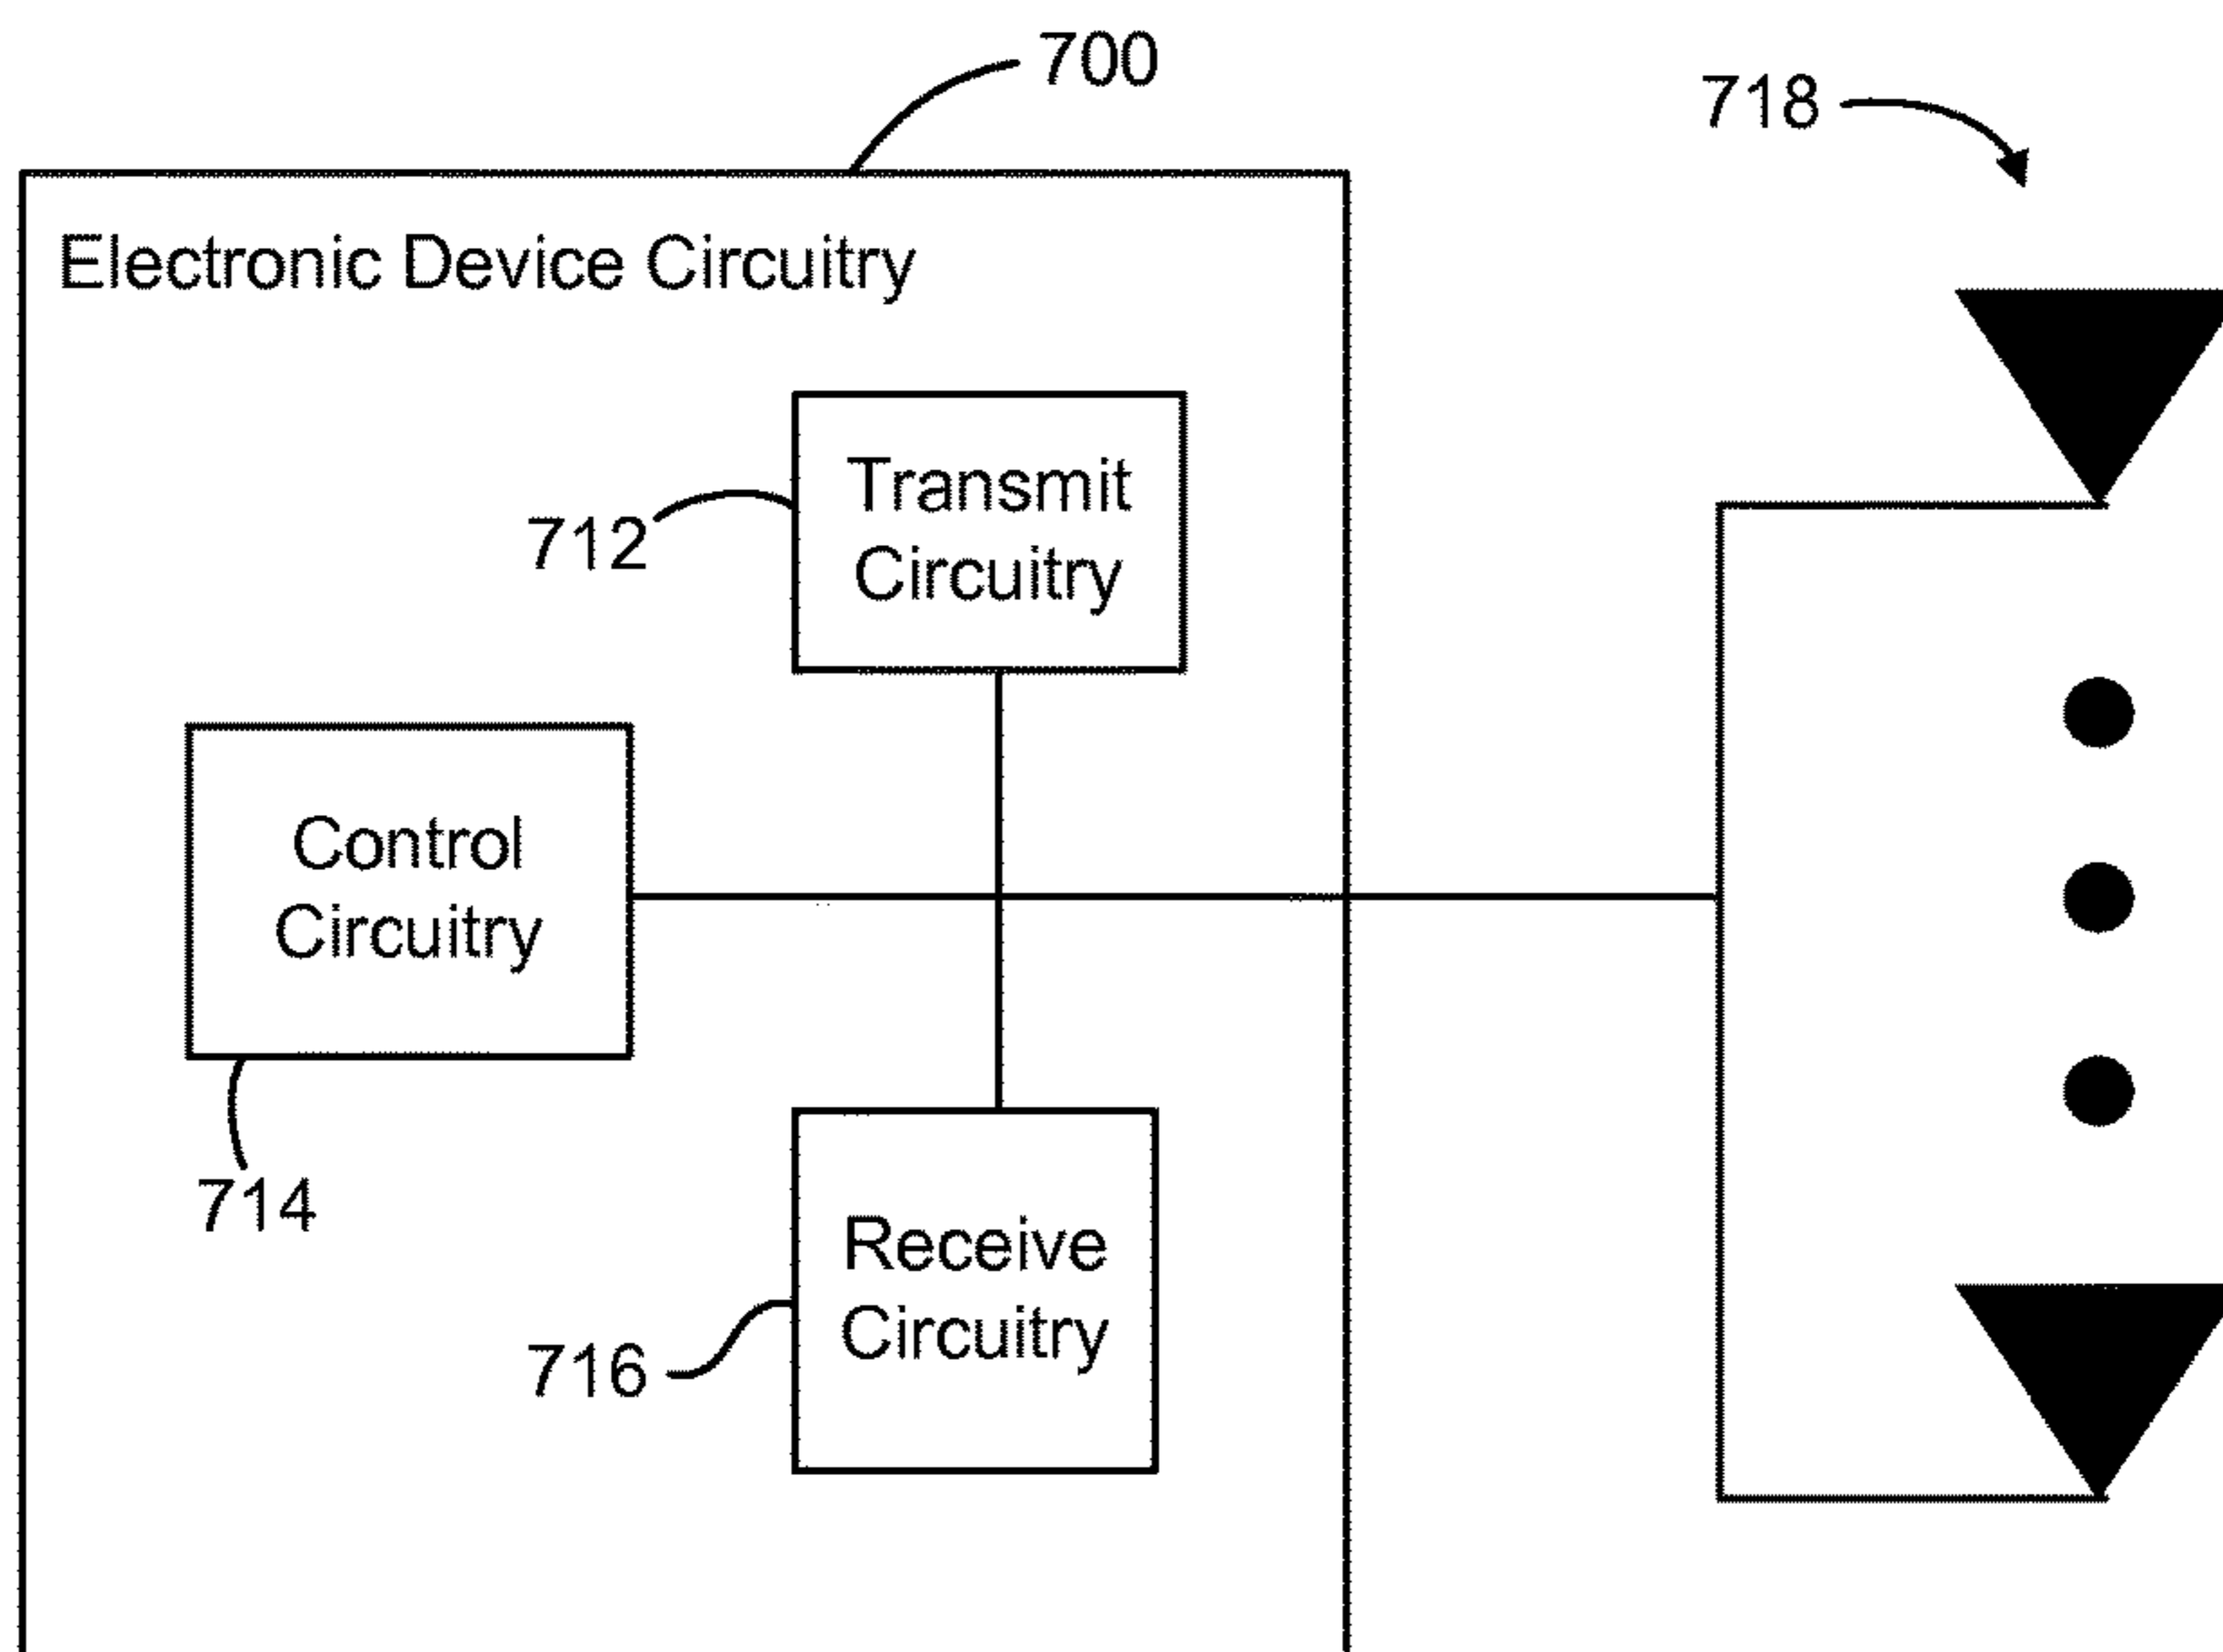 700
718
Electronic Device Circuitry
Transmit
Circuitry
712
Control
Circuitry
714
Receive
Circuitry
716